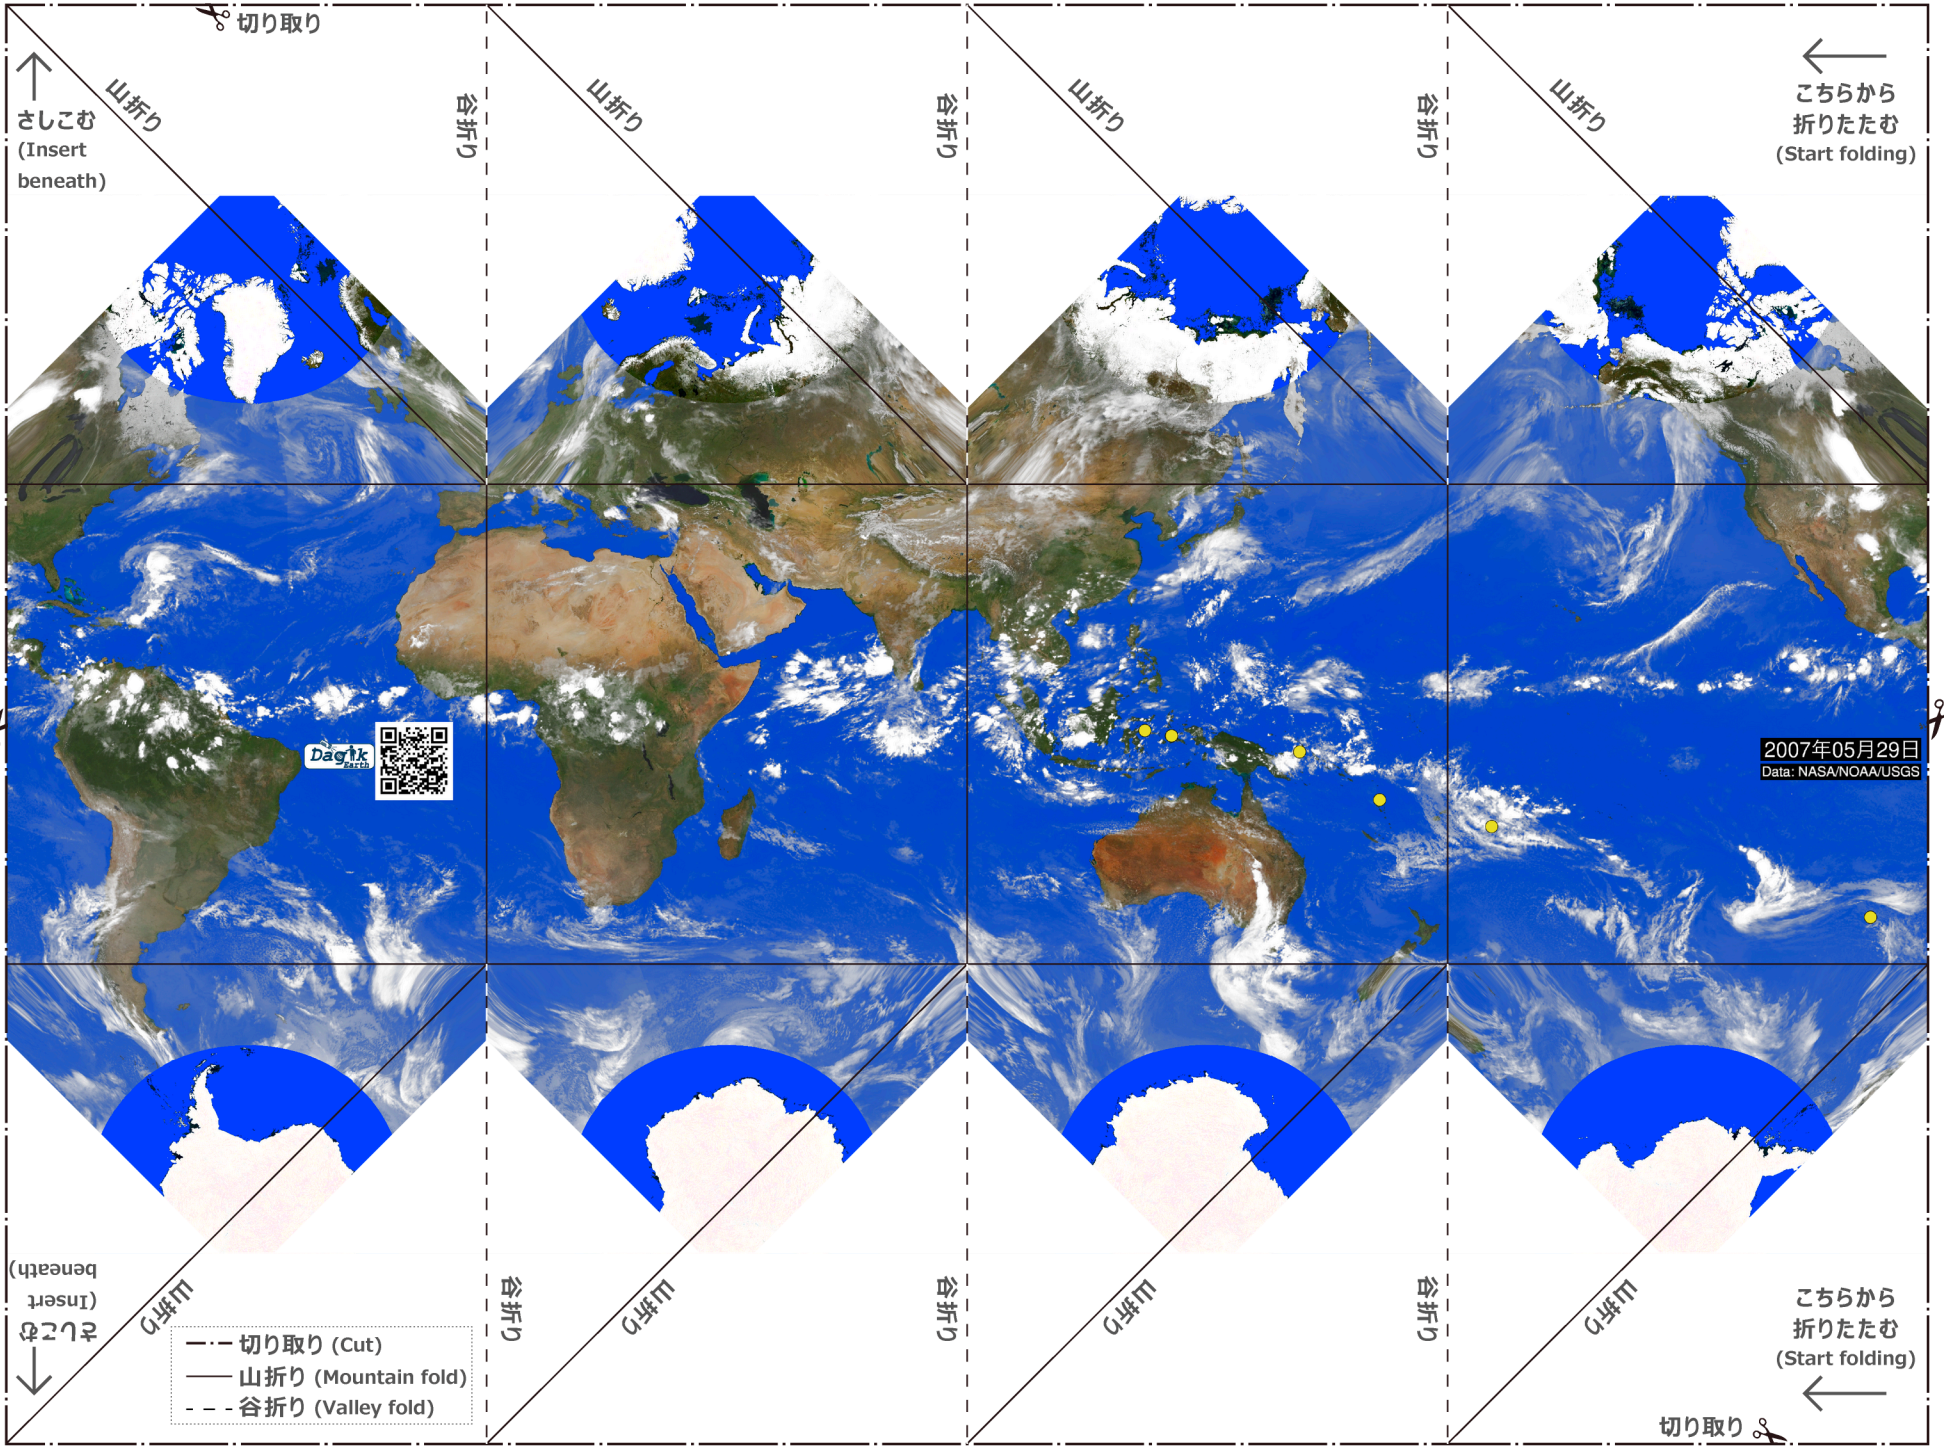 切り取り
山折り
谷折り
山折り
谷折り
山折り
谷折り
山折り
さしこむ
(Insert
beneath)
こちらから
折りたたむ
(Start folding)
Dagik
Earth
2007年05月29日
Data: NASA/NOAA/USGS
さしこむ
(Insert
beneath)
山折り
谷折り
山折り
谷折り
山折り
谷折り
山折り
こちらから
折りたたむ
(Start folding)
切り取り (Cut)
山折り (Mountain fold)
谷折り (Valley fold)
切り取り